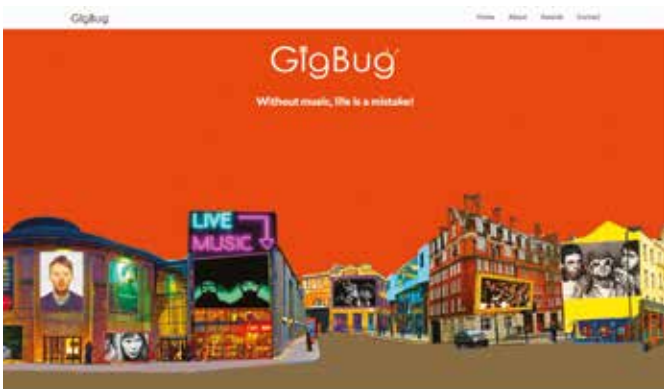 GigBug
Home About Awards Contact
GigBug
Without music, life is a mistake!
LIVE
MUSIC